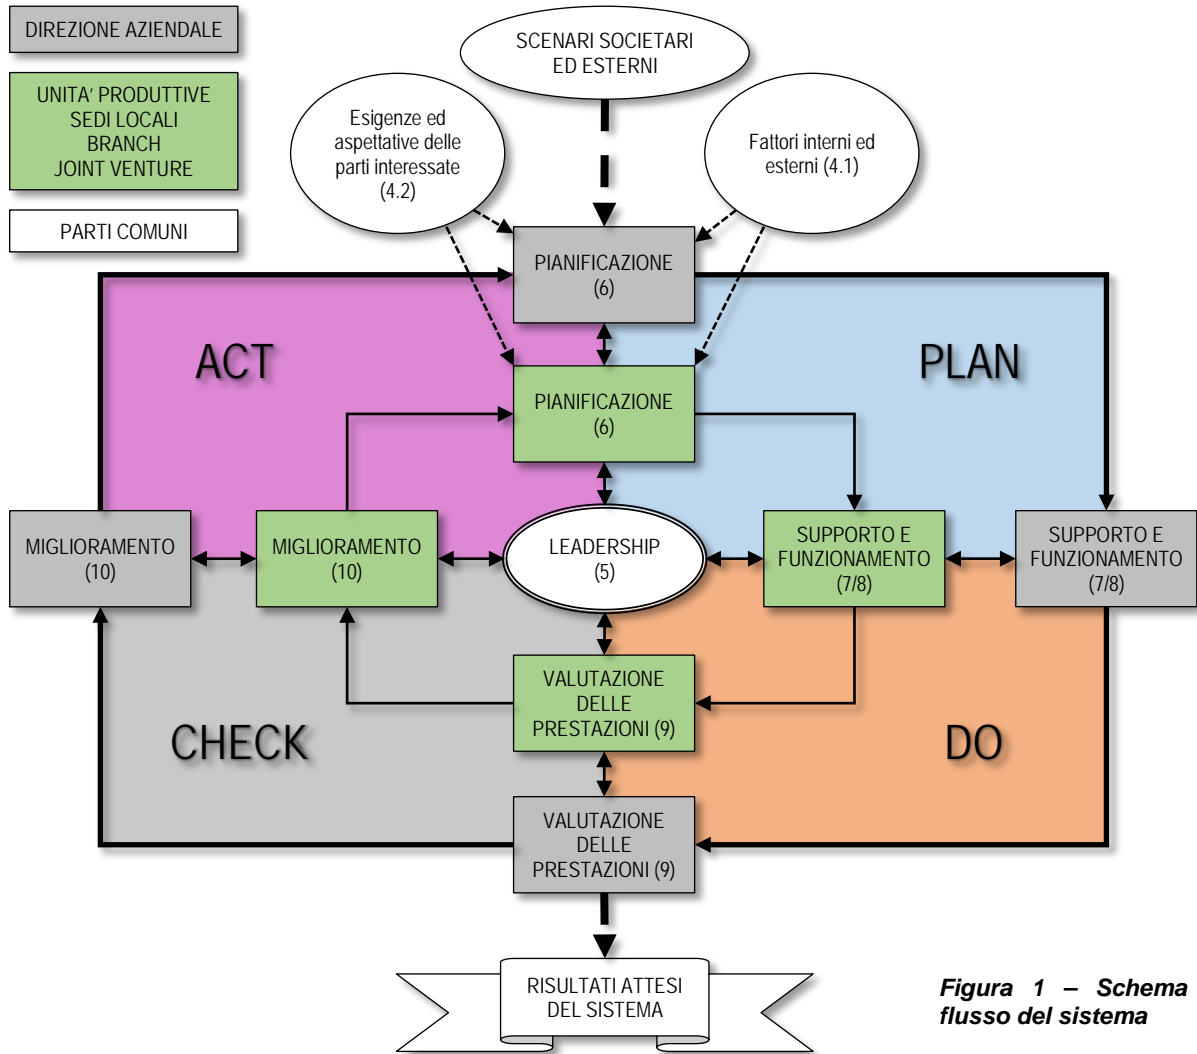 DIREZIONE AZIENDALE
UNITA' PRODUTTIVE
SEDI LOCALI
BRANCH
JOINT VENTURE
PARTI COMUNI
SCENARI SOCIETARI
ED ESTERNI
Esigenze ed
aspettative delle
parti interessate
(4.2)
Fattori interni ed
esterni (4.1)
PIANIFICAZIONE
(6)
ACT
PLAN
PIANIFICAZIONE
(6)
MIGLIORAMENTO
(10)
MIGLIORAMENTO
(10)
LEADERSHIP
(5)
SUPPORTO E
FUNZIONAMENTO
(7/8)
SUPPORTO E
FUNZIONAMENTO
(7/8)
VALUTAZIONE
DELLE
PRESTAZIONI (9)
CHECK
DO
VALUTAZIONE
DELLE
PRESTAZIONI (9)
RISULTATI ATTESI
DEL SISTEMA
Figura 1 – Schema
flusso del sistema